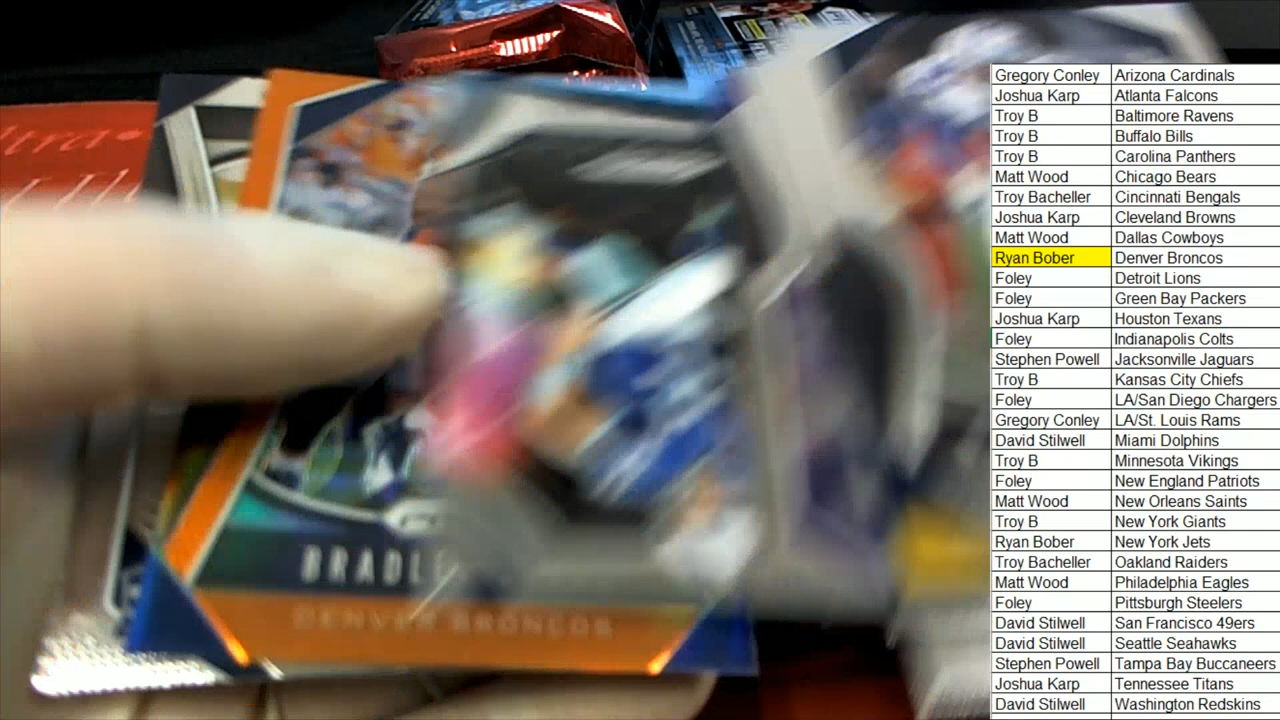 Gregory Conley Arizona Cardinals
Joshua Karp Atlanta Falcons
Troy B Baltimore Ravens
Troy B Buffalo Bills
Troy B Carolina Panthers
Matt Wood Chicago Bears
Troy Bacheller Cincinnati Bengals
Joshua Karp Cleveland Browns
Matt Wood Dallas Cowboys
Ryan Bober Denver Broncos
Foley Detroit Lions
Foley Green Bay Packers
Joshua Karp Houston Texans
Foley Indianapolis Colts
Stephen Powell Jacksonville Jaguars
Troy B Kansas City Chiefs
Foley LA/San Diego Chargers
Gregory Conley LA/St. Louis Rams
David Stilwell Miami Dolphins
Troy B Minnesota Vikings
Foley New England Patriots
Matt Wood New Orleans Saints
Troy B New York Giants
Ryan Bober New York Jets
Troy Bacheller Oakland Raiders
Matt Wood Philadelphia Eagles
Foley Pittsburgh Steelers
David Stilwell San Francisco 49ers
David Stilwell Seattle Seahawks
Stephen Powell Tampa Bay Buccaneers
Joshua Karp Tennessee Titans
David Stilwell Washington Redskins